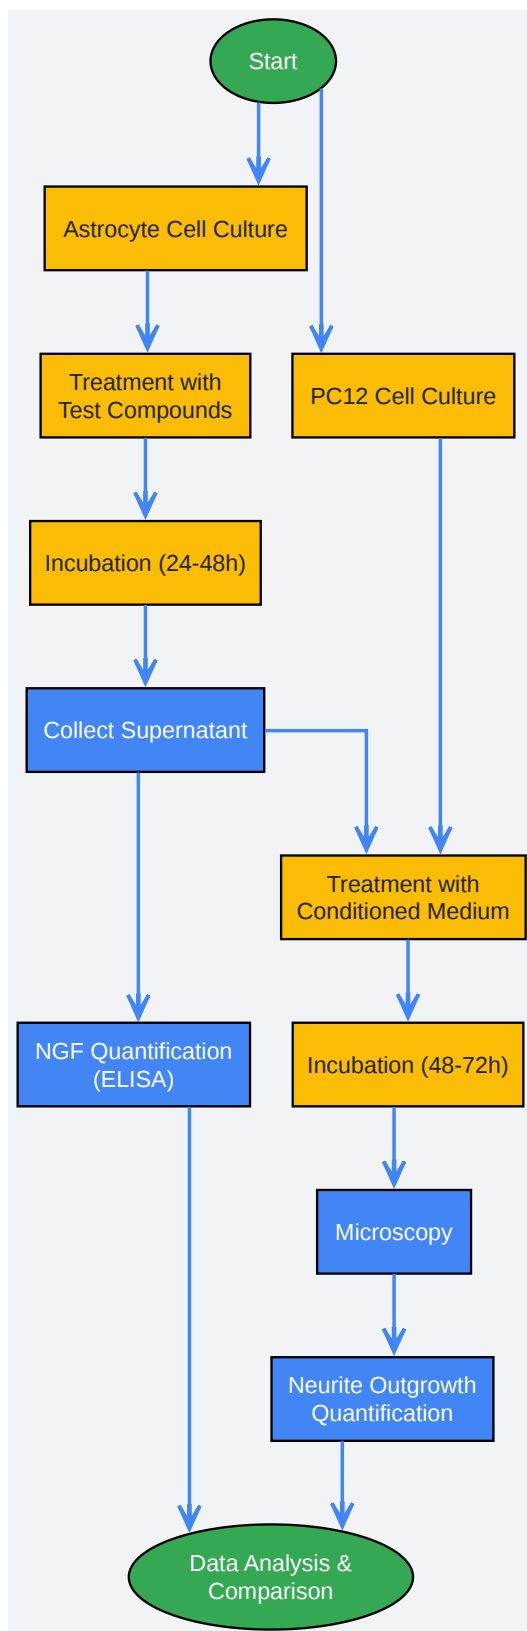 Start
Astrocyte Cell Culture
Treatment with
Test Compounds
PC12 Cell Culture
Incubation (24-48h)
Collect Supernatant
Treatment with
Conditioned Medium
NGF Quantification
(ELISA)
Incubation (48-72h)
Microscopy
Neurite Outgrowth
Quantification
Data Analysis &
Comparison